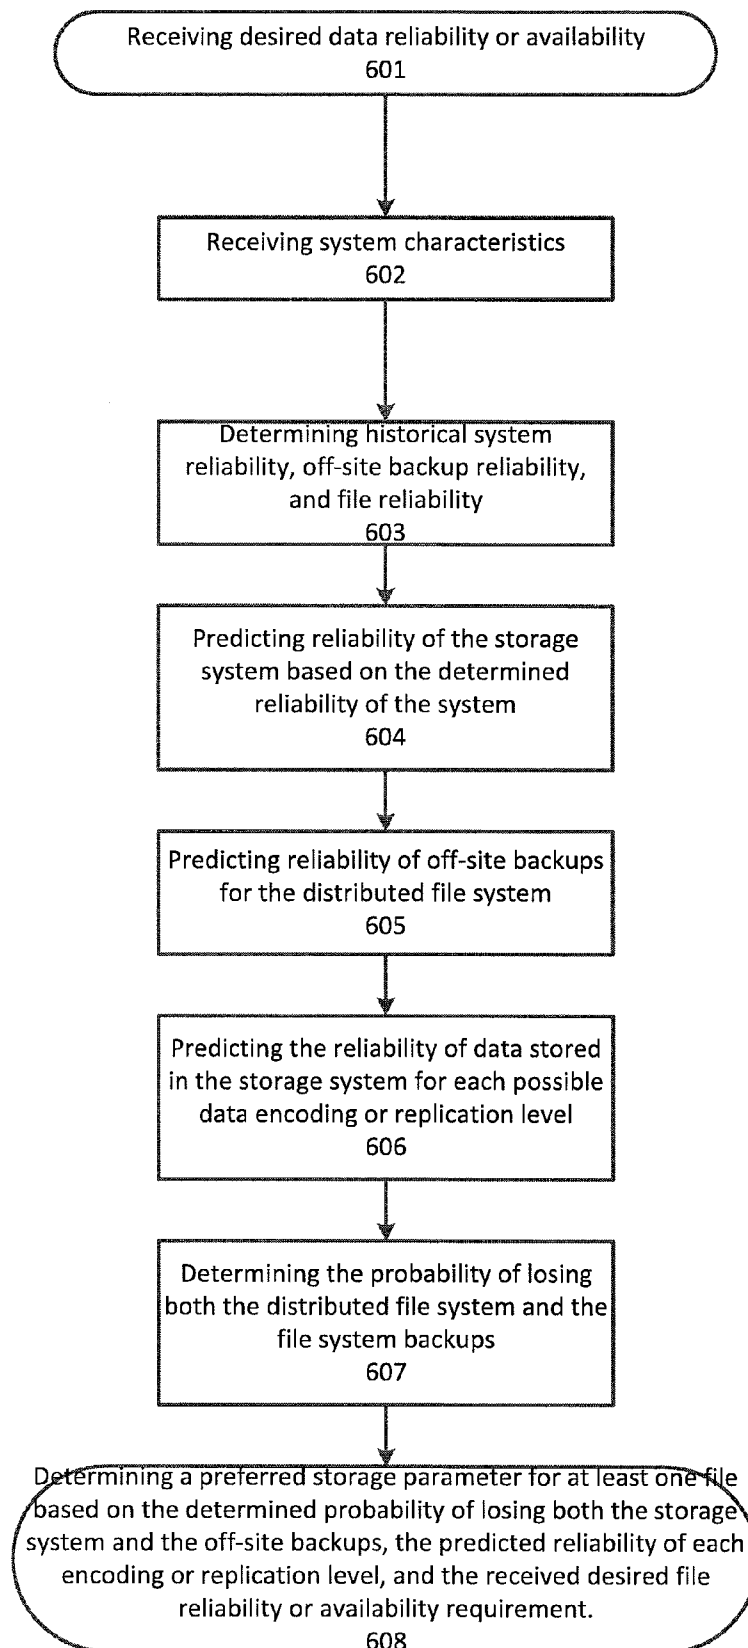 Receiving desired data reliability or availability
601
Receiving system characteristics
602
Determining historical system
reliability, off-site backup reliability,
and file reliability
603
Predicting reliability of the storage
system based on the determined
reliability of the system
604
Predicting reliability of off-site backups
for the distributed file system
605
Predicting the reliability of data stored
in the storage system for each possible
data encoding or replication level
606
Determining the probability of losing
both the distributed file system and the
file system backups
607
Determining a preferred storage parameter for at least one file
based on the determined probability of losing both the storage
system and the off-site backups, the predicted reliability of each
encoding or replication level, and the received desired file
reliability or availability requirement.
608